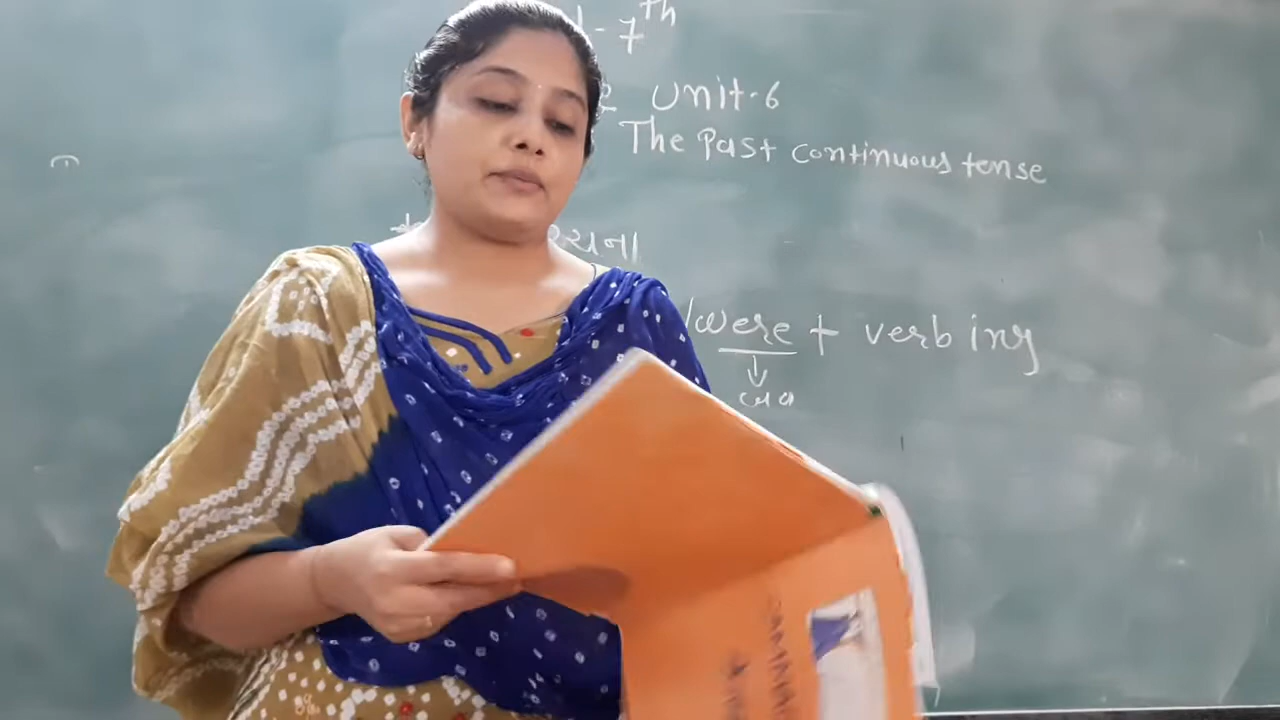 - 7th
Unit-6
The Past continuous tense
રચના
/were + verb ing